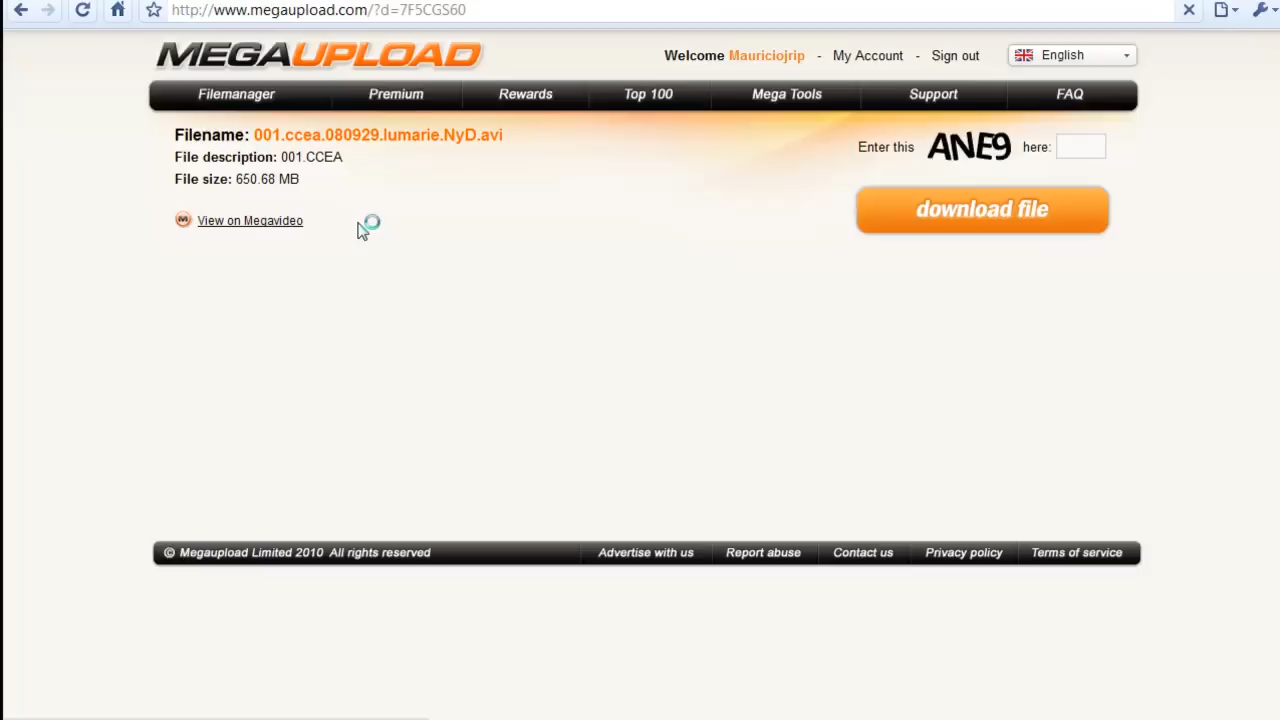 http://www.megaupload.com/?d=7F5CGS60
MEGAUPLOAD
Welcome Mauriciojrip - My Account - Sign out English
Filemanager Premium Rewards Top 100 Mega Tools Support FAQ
Filename: 001.ccea.080929.lumarie.NyD.avi
File description: 001.CCEA
File size: 650.68 MB
View on Megavideo
Enter this ANE9 here:
download file
© Megaupload Limited 2010 All rights reserved Advertise with us Report abuse Contact us Privacy policy Terms of service